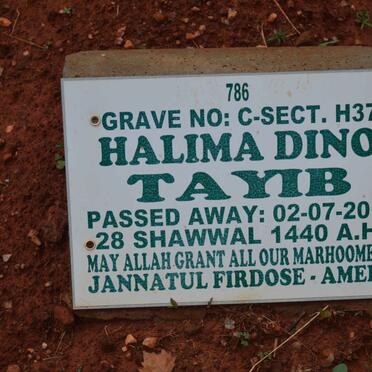 786
GRAVE NO: C-SECT. H37
HALIMA DINO
TAYIB
PASSED AWAY: 02-07-20
28 SHAWWAL 1440 A.H
MAY ALLAH GRANT ALL OUR MARHOOME
JANNATUL FIRDOSE - AME